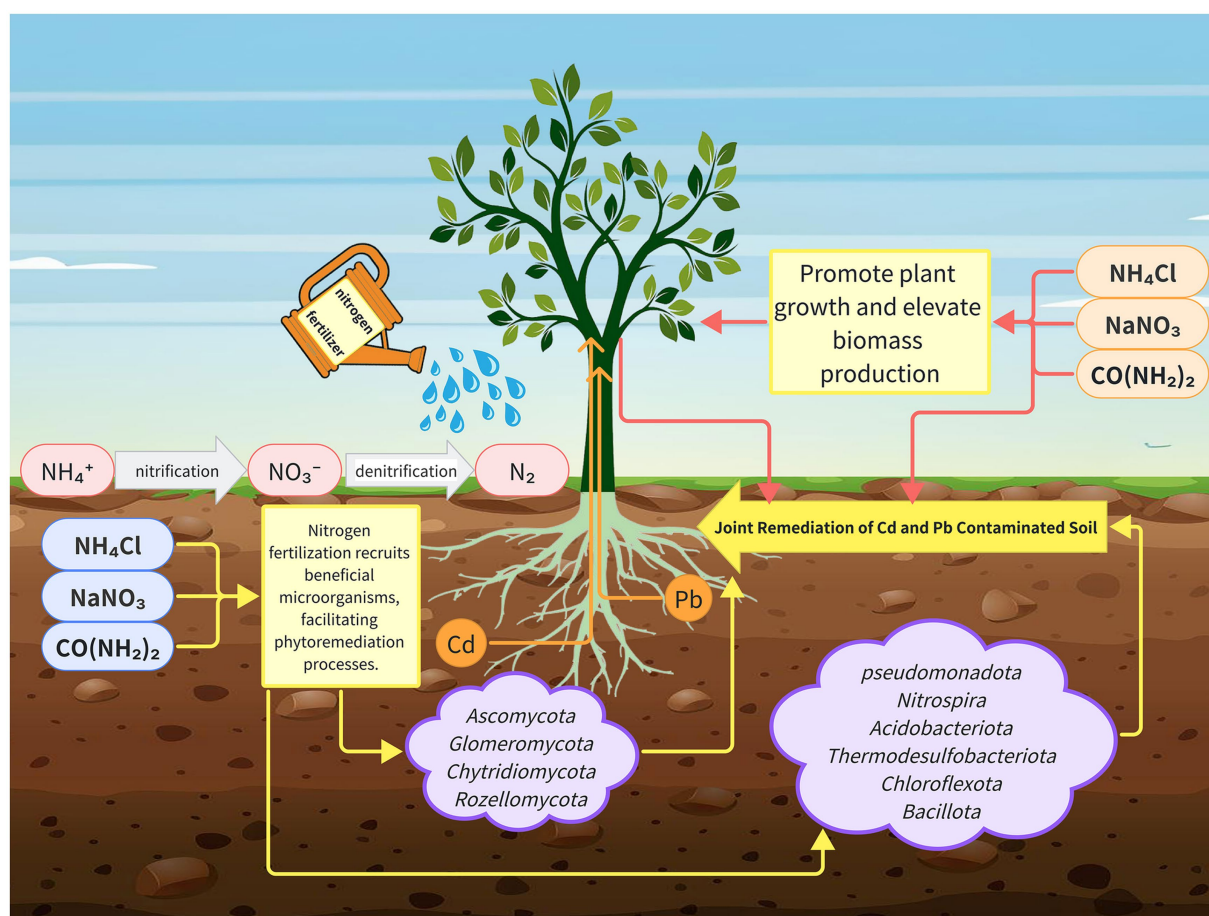 nitrogen
fertilizer
Promote plant
growth and elevate
biomass
production
NH₄Cl
NaNO₃
CO(NH₂)₂
NH₄⁺
nitrification
NO₃⁻
denitrification
N₂
NH₄Cl
NaNO₃
CO(NH₂)₂
Nitrogen
fertilization recruits
beneficial
microorganisms,
facilitating
phytoremediation
processes.
Joint Remediation of Cd and Pb Contaminated Soil
Pb
Cd
Ascomycota
Glomeromycota
Chytridiomycota
Rozellomycota
pseudomonadota
Nitrospira
Acidobacteriota
Thermodesulfobacteriota
Chloroflexota
Bacillota